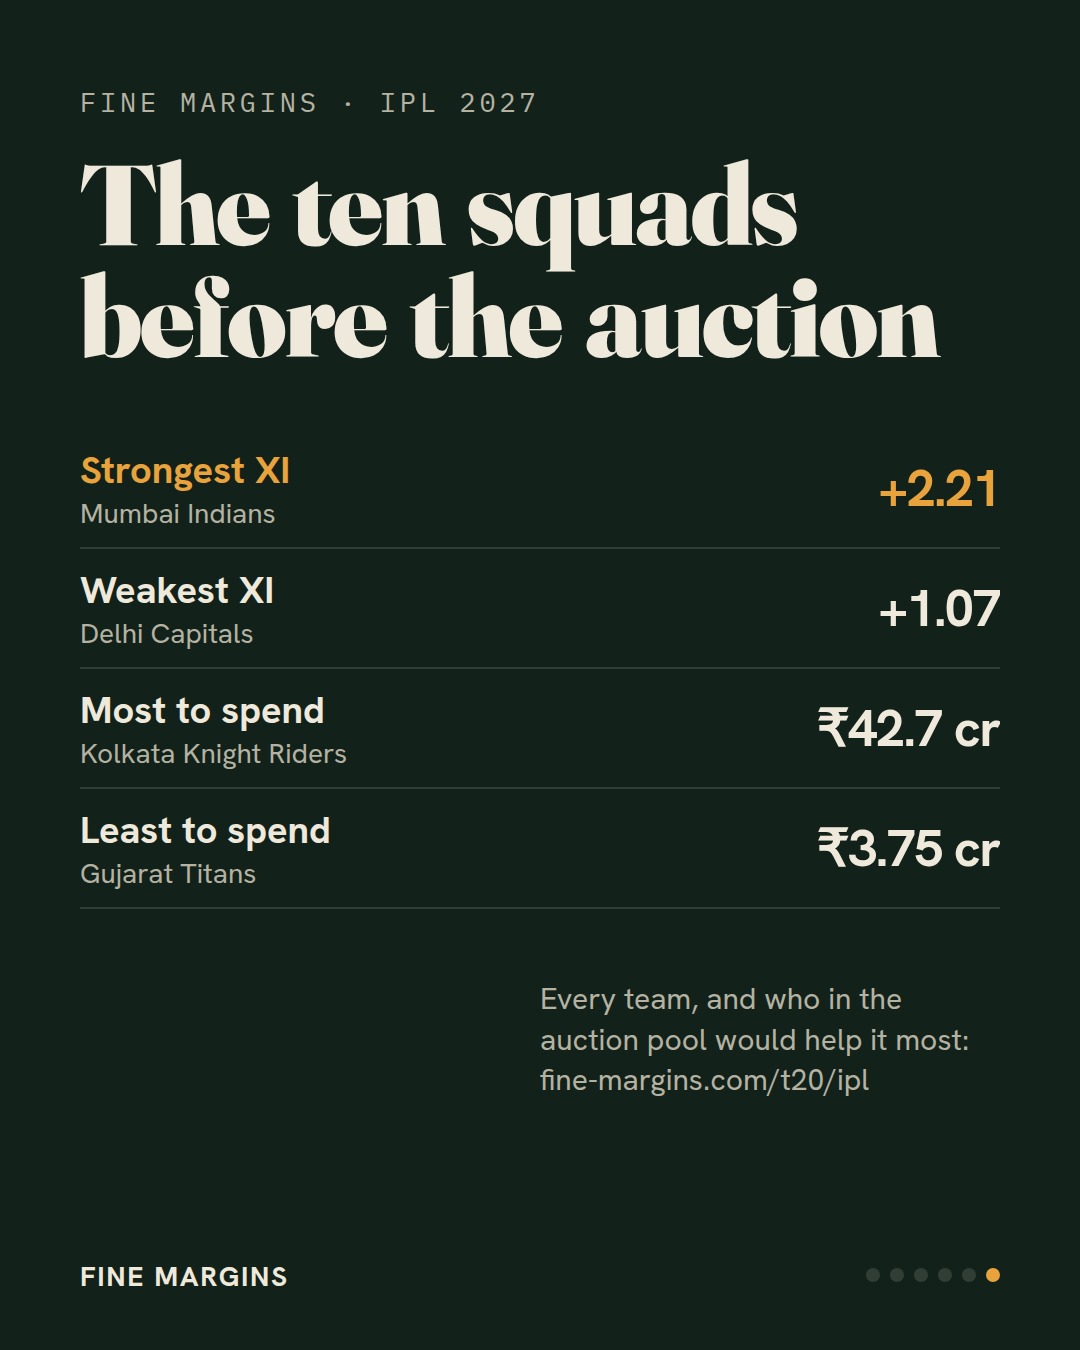 FINE MARGINS · IPL 2027
The ten squads
before the auction
Strongest XI
Mumbai Indians
+2.21
Weakest XI
Delhi Capitals
+1.07
Most to spend
Kolkata Knight Riders
₹42.7 cr
Least to spend
Gujarat Titans
₹3.75 cr
Every team, and who in the
auction pool would help it most:
fine-margins.com/t20/ipl
FINE MARGINS